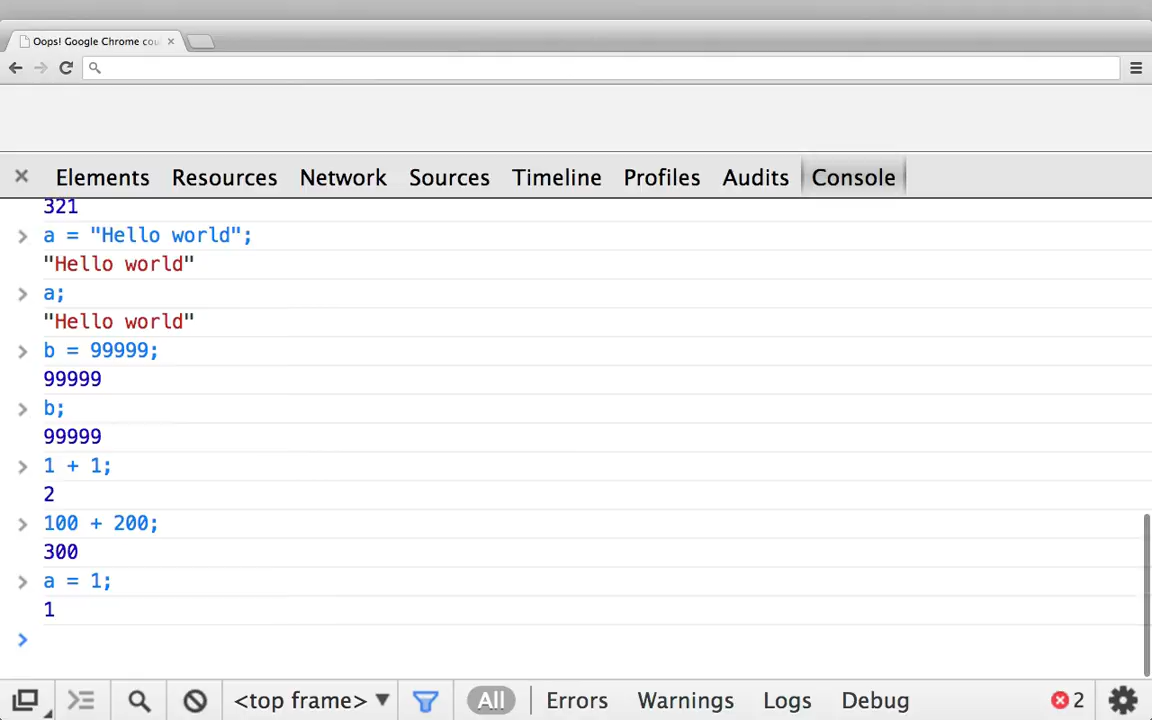 Oops! Google Chrome cou
Elements Resources Network Sources Timeline Profiles Audits Console
321
a = "Hello world";
"Hello world"
a;
"Hello world"
b = 99999;
99999
b;
99999
1 + 1;
2
100 + 200;
300
a = 1;
1
<top frame> All Errors Warnings Logs Debug 2